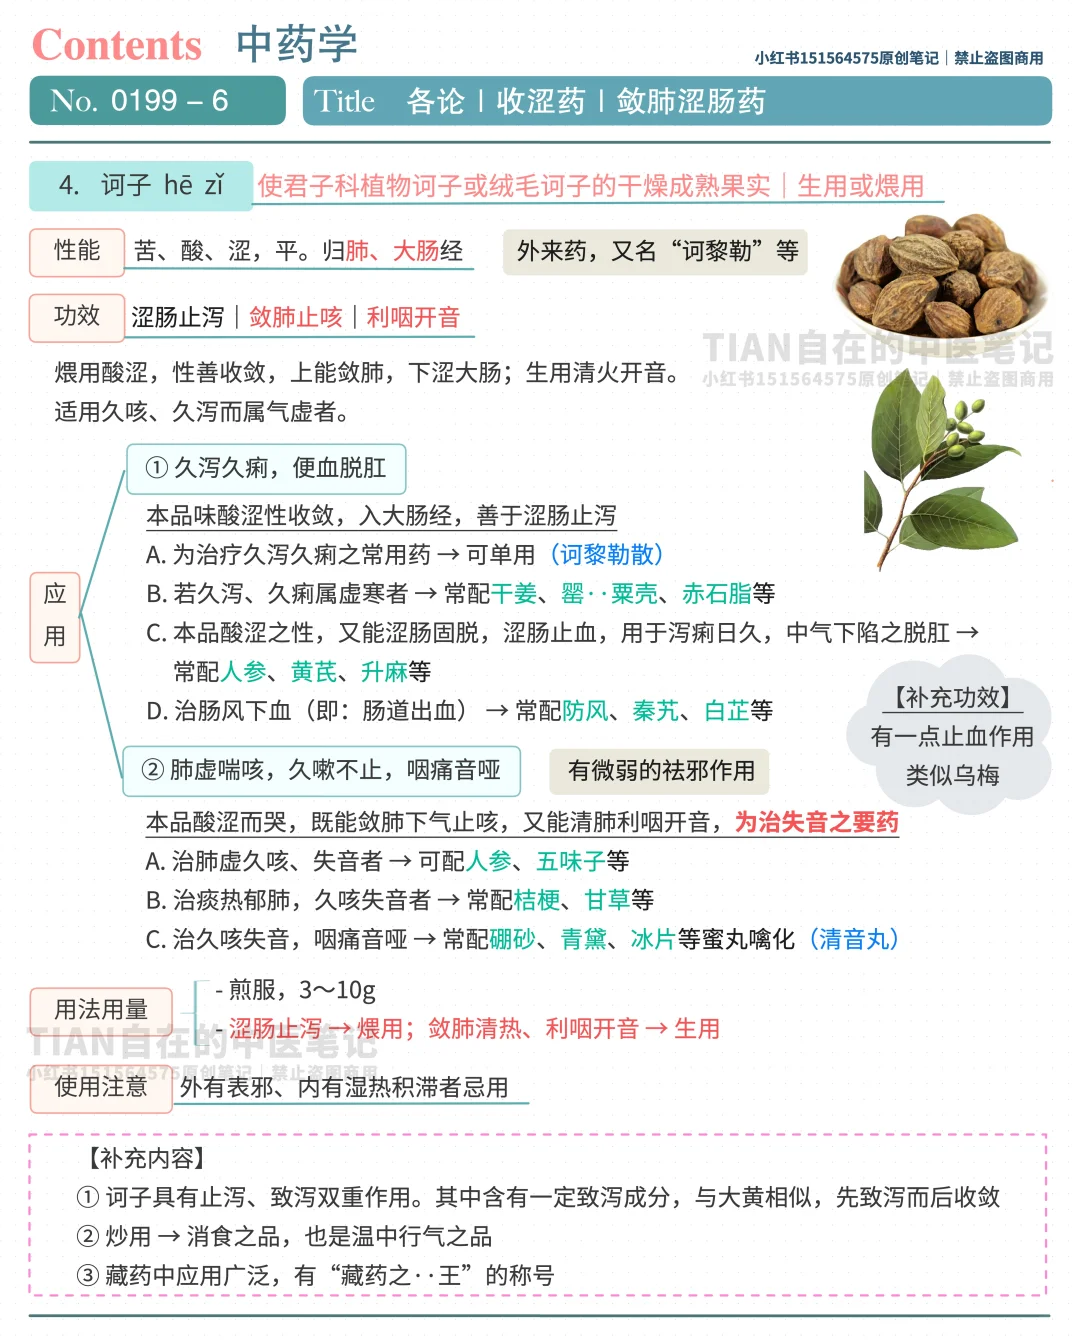 Contents 中药学
小红书151564575原创笔记｜禁止盗图商用
No. 0199 – 6
Title 各论｜收涩药｜敛肺涩肠药
4. 诃子 hē zǐ 使君子科植物诃子或绒毛诃子的干燥成熟果实｜生用或煨用
性能 苦、酸、涩，平。归肺、大肠经 外来药，又名“诃黎勒”等
功效 涩肠止泻｜敛肺止咳｜利咽开音
TIAN自在的中医笔记
小红书151564575原创笔记｜禁止盗图商用
煨用酸涩，性善收敛，上能敛肺，下涩大肠；生用清火开音。
适用久咳、久泻而属气虚者。
应用
① 久泻久痢，便血脱肛
本品味酸涩性收敛，入大肠经，善于涩肠止泻
A. 为治疗久泻久痢之常用药 → 可单用（诃黎勒散）
B. 若久泻、久痢属虚寒者 → 常配干姜、罂··粟壳、赤石脂等
C. 本品酸涩之性，又能涩肠固脱，涩肠止血，用于泻痢日久，中气下陷之脱肛 →
常配人参、黄芪、升麻等
D. 治肠风下血（即：肠道出血） → 常配防风、秦艽、白芷等
【补充功效】
有一点止血作用
类似乌梅
② 肺虚喘咳，久嗽不止，咽痛音哑 有微弱的祛邪作用
本品酸涩而哭，既能敛肺下气止咳，又能清肺利咽开音，为治失音之要药
A. 治肺虚久咳、失音者 → 可配人参、五味子等
B. 治痰热郁肺，久咳失音者 → 常配桔梗、甘草等
C. 治久咳失音，咽痛音哑 → 常配硼砂、青黛、冰片等蜜丸噙化（清音丸）
用法用量
- 煎服，3～10g
- 涩肠止泻 → 煨用；敛肺清热、利咽开音 → 生用
TIAN自在的中医笔记
小红书151564575原创笔记｜禁止盗图商用
使用注意 外有表邪、内有湿热积滞者忌用
【补充内容】
① 诃子具有止泻、致泻双重作用。其中含有一定致泻成分，与大黄相似，先致泻而后收敛
② 炒用 → 消食之品，也是温中行气之品
③ 藏药中应用广泛，有“藏药之··王”的称号